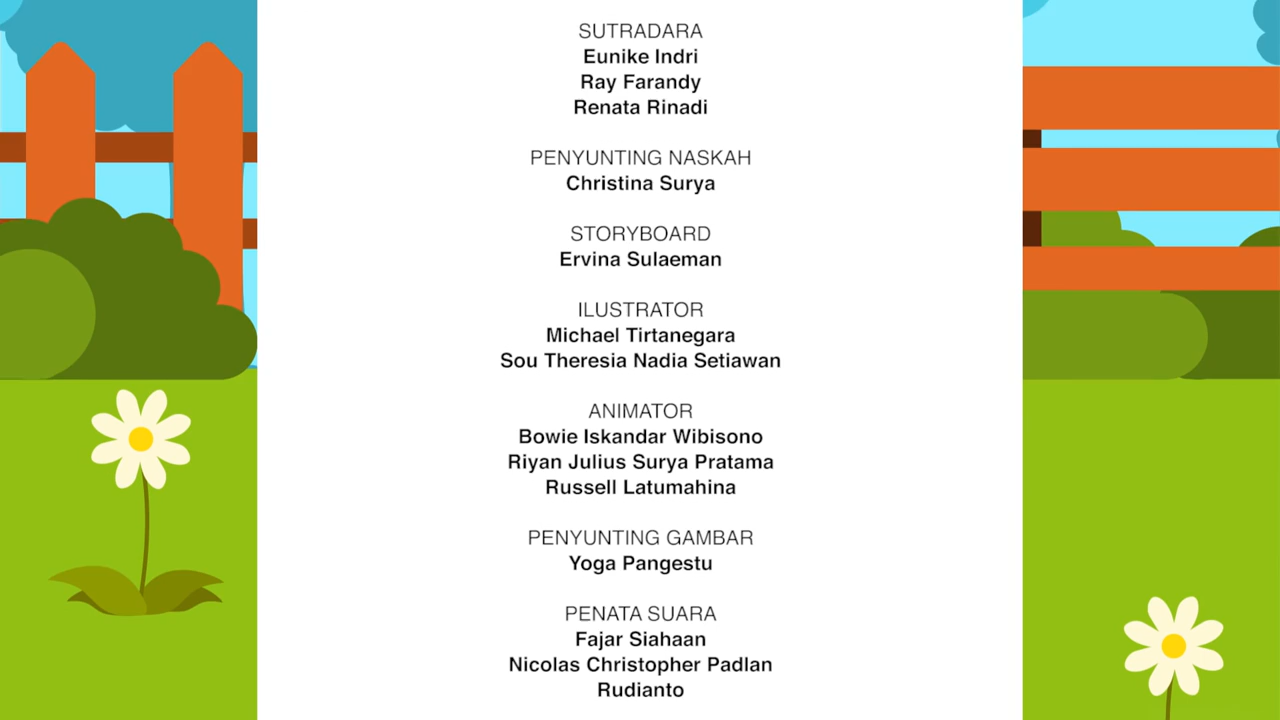 SUTRADARA
Eunike Indri
Ray Farandy
Renata Rinadi
PENYUNTING NASKAH
Christina Surya
STORYBOARD
Ervina Sulaeman
ILUSTRATOR
Michael Tirtanegara
Sou Theresia Nadia Setiawan
ANIMATOR
Bowie Iskandar Wibisono
Riyan Julius Surya Pratama
Russell Latumahina
PENYUNTING GAMBAR
Yoga Pangestu
PENATA SUARA
Fajar Siahaan
Nicolas Christopher Padlan
Rudianto